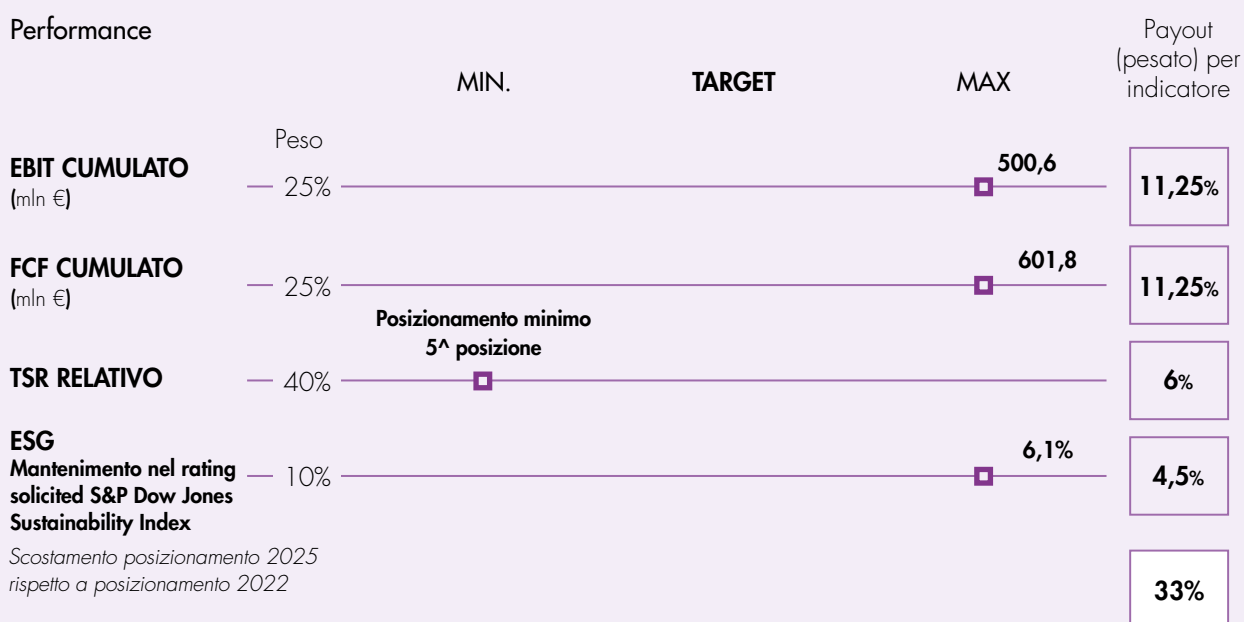 Performance
Payout
(pesato) per
indicatore
MIN.
TARGET
MAX
Peso
EBIT CUMULATO
(mln €)
25%
500,6
11,25%
FCF CUMULATO
(mln €)
25%
601,8
11,25%
Posizionamento minimo
5^ posizione
TSR RELATIVO
40%
6%
ESG
Mantenimento nel rating
solicited S&P Dow Jones
Sustainability Index
10%
6,1%
4,5%
Scostamento posizionamento 2025
rispetto a posizionamento 2022
33%